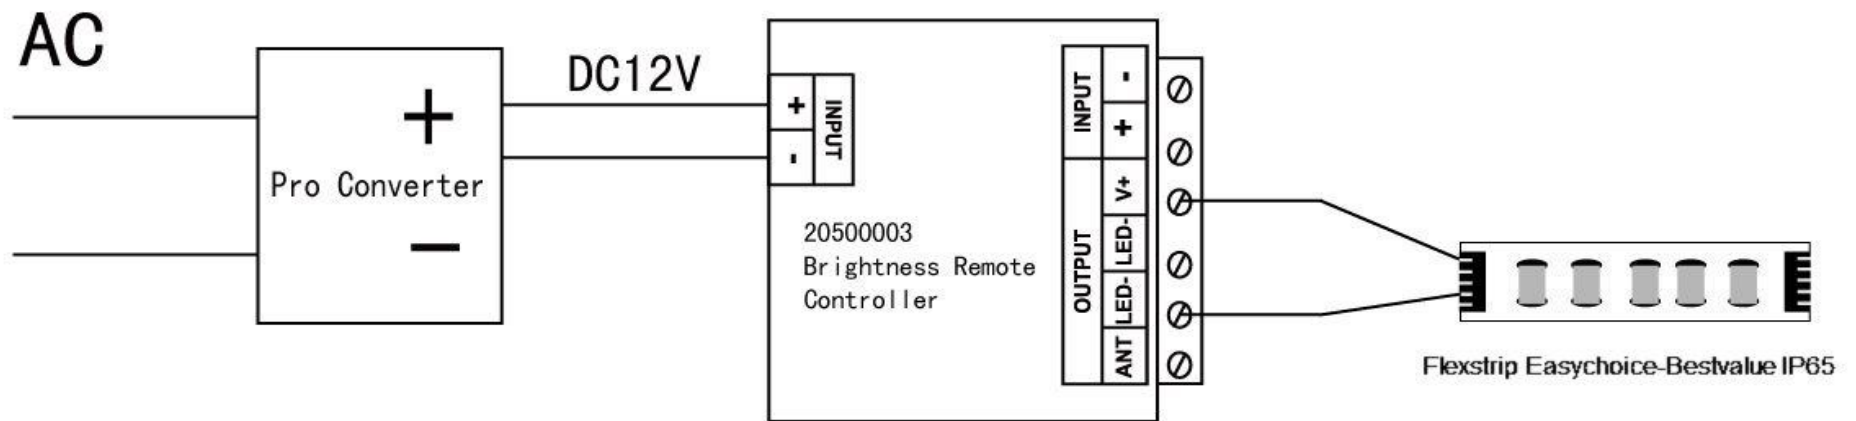 AC
+
Pro Converter
−
DC12V
+
-
INPUT
20500003
Brightness Remote
Controller
INPUT
-
+
OUTPUT
V+
LED-
LED-
ANT
Flexstrip Easychoice-Bestvalue IP65